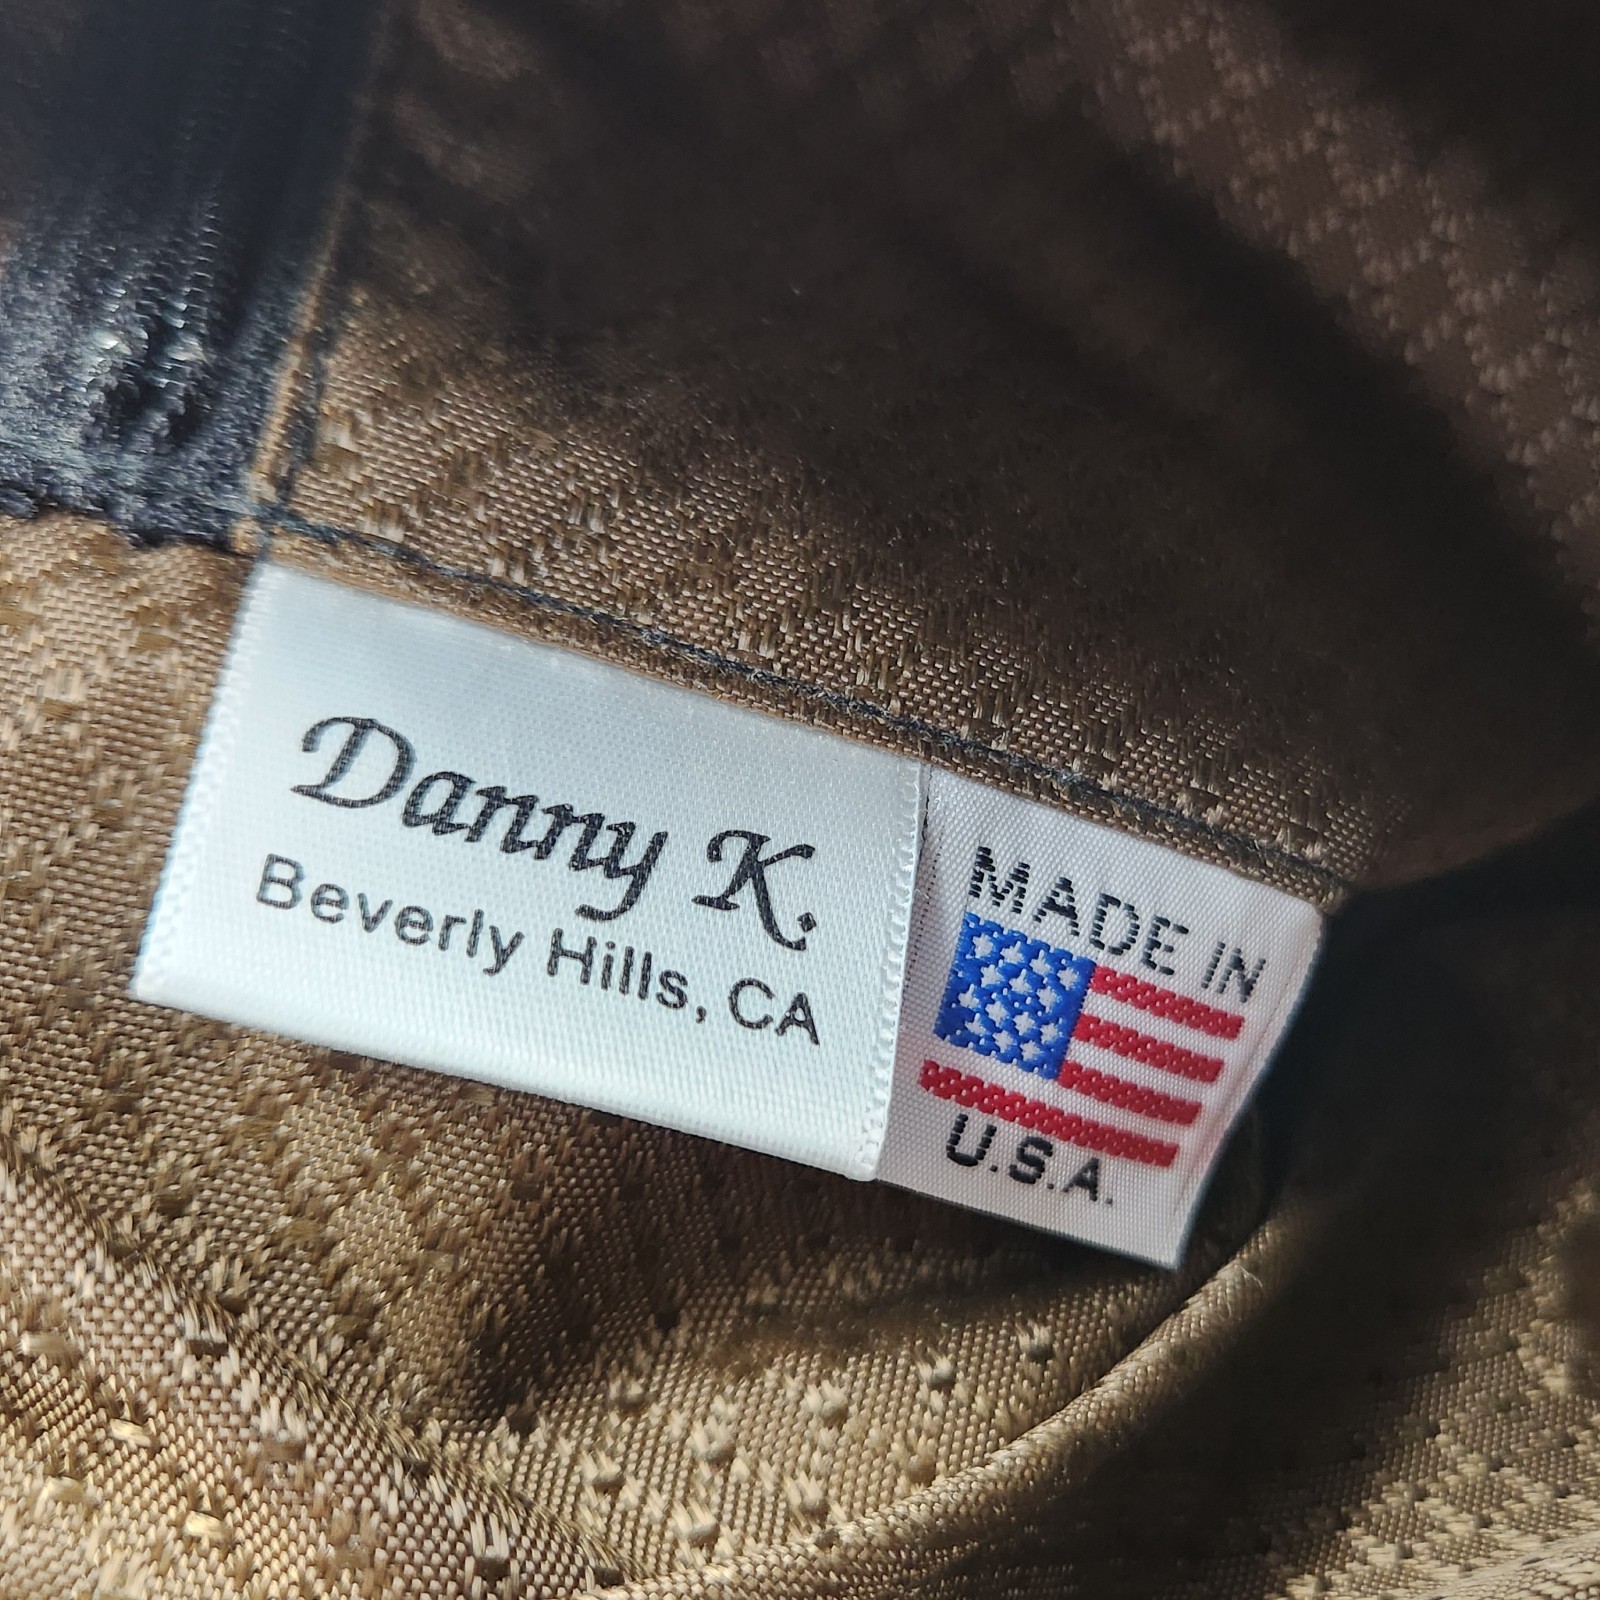 Danny K.
Beverly Hills, CA
MADE IN
U.S.A.